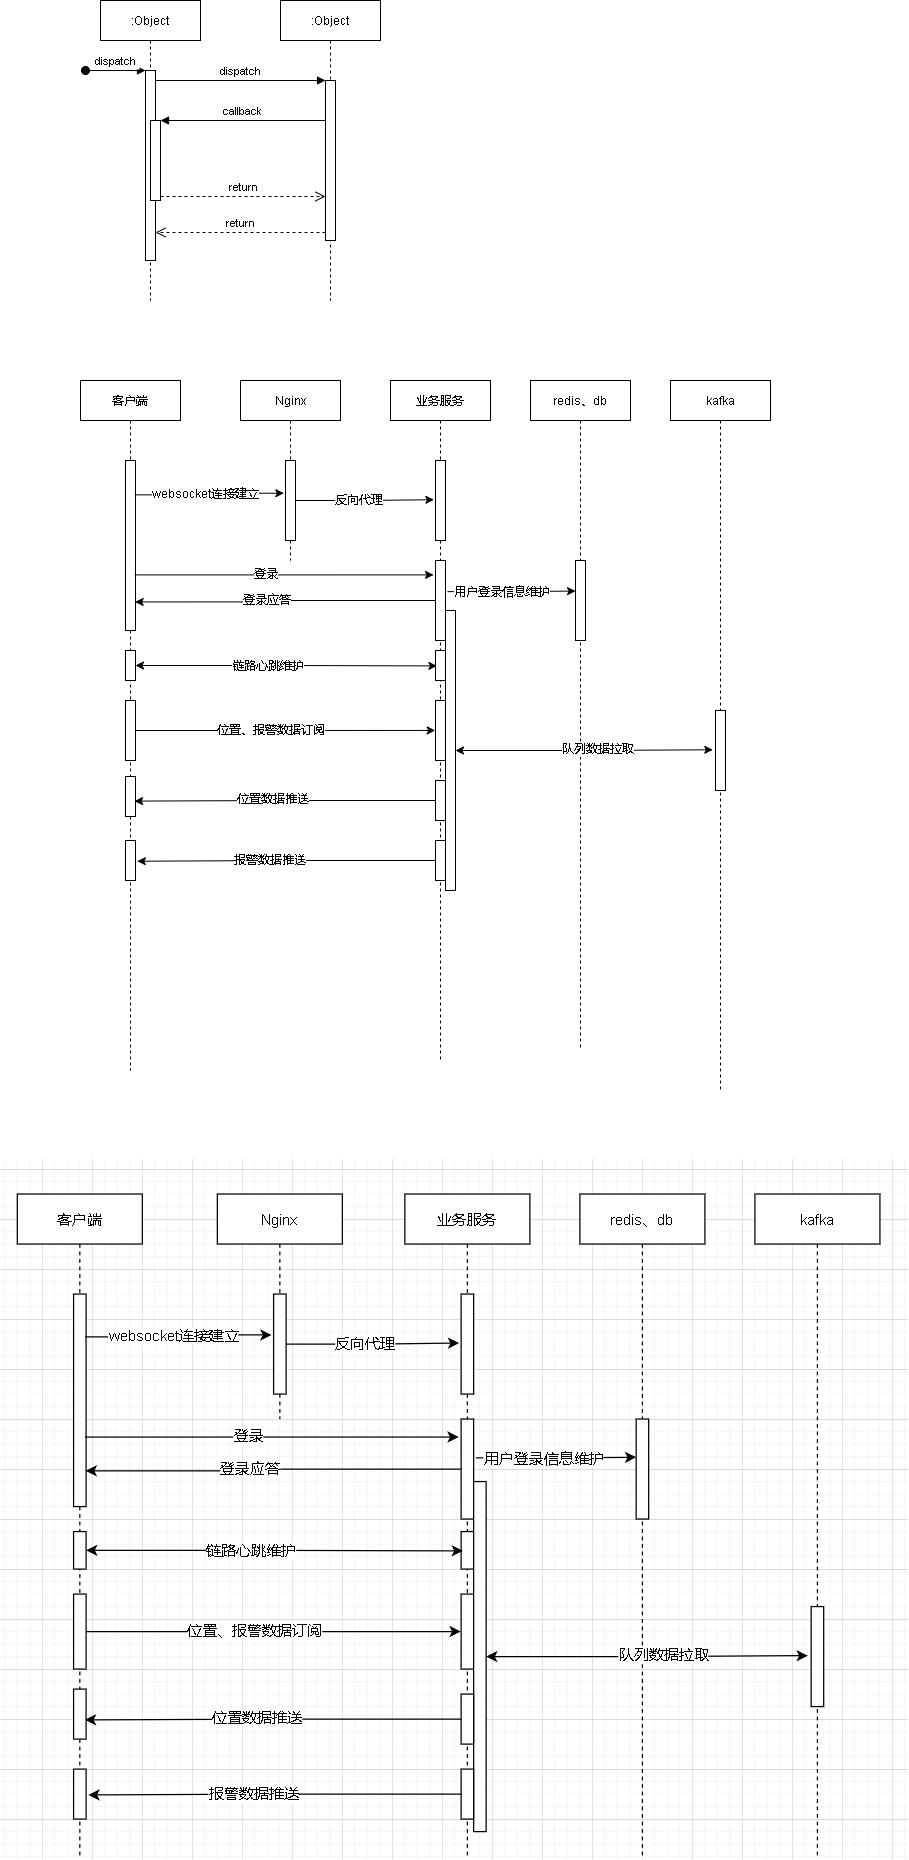 :Object
:Object
dispatch
dispatch
callback
return
return
客户端
Nginx
业务服务
redis、db
kafka
websocket连接建立
反向代理
登录
用户登录信息维护
登录应答
链路心跳维护
位置、报警数据订阅
队列数据拉取
位置数据推送
报警数据推送
客户端
Nginx
业务服务
redis、db
kafka
websocket连接建立
反向代理
登录
用户登录信息维护
登录应答
链路心跳维护
位置、报警数据订阅
队列数据拉取
位置数据推送
报警数据推送